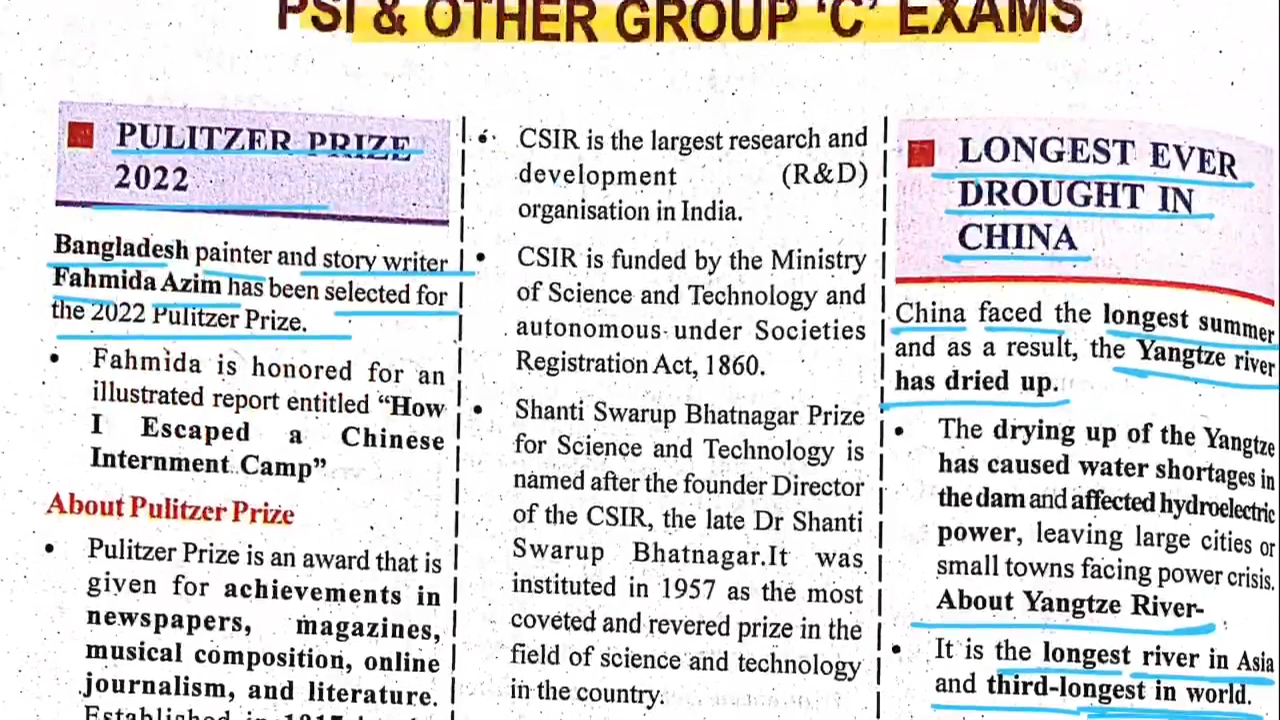 PSI & OTHER GROUP ‘C’ EXAMS
PULITZER PRIZE
2022
Bangladesh painter and story writer
Fahmida Azim has been selected for
the 2022 Pulitzer Prize.
• Fahmida is honored for an
illustrated report entitled “How
I Escaped a Chinese
Internment Camp”
About Pulitzer Prize
• Pulitzer Prize is an award that is
given for achievements in
newspapers, magazines,
musical composition, online
journalism, and literature.
Established in 1917
• CSIR is the largest research and
development (R&D)
organisation in India.
• CSIR is funded by the Ministry
of Science and Technology and
autonomous under Societies
Registration Act, 1860.
• Shanti Swarup Bhatnagar Prize
for Science and Technology is
named after the founder Director
of the CSIR, the late Dr Shanti
Swarup Bhatnagar.It was
instituted in 1957 as the most
coveted and revered prize in the
field of science and technology
in the country.
LONGEST EVER
DROUGHT IN
CHINA
China faced the longest summer
and as a result, the Yangtze river
has dried up.
• The drying up of the Yangtze
has caused water shortages in
the dam and affected hydroelectric
power, leaving large cities or
small towns facing power crisis.
About Yangtze River-
• It is the longest river in Asia
and third-longest in world.